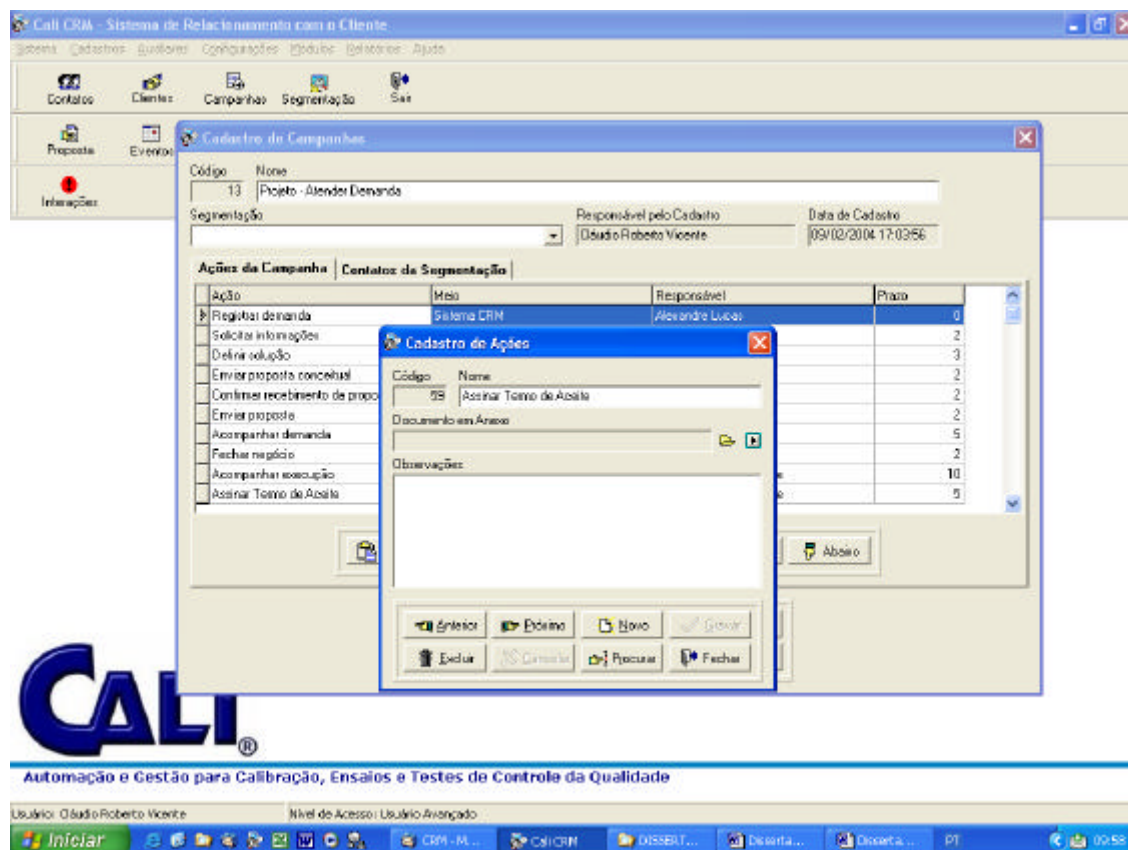 Cali CRM - Sistema de Relacionamento com o Cliente
Sistema Cadastros Auxiliares Configurações Módulos Relatórios Ajuda
Contatos Clientes Campanhas Segmentação Sair
Proposta Eventos
Interações
Cadastro de Campanhas
Código Nome
13 Projeto - Atender Demanda
Segmentação Responsável pelo Cadastro Data de Cadastro
Cláudio Roberto Vicente 09/02/2004 17:03:56
Ações da Campanha Contatos da Segmentação
Ação Meio Responsável Prazo
Registrar demanda Sistema CRM Alexandre Lucas 0
Solicitar informações 2
Definir solução 3
Enviar proposta conceitual 2
Confirmar recebimento de propo 2
Enviar proposta 2
Acompanhar demanda 5
Fechar negócio 2
Acompanhar execução 10
Assinar Termo de Aceite 5
Abaixo
Cadastro de Ações
Código Nome
59 Assinar Termo de Aceite
Documento em Anexo
Observações
Anterior Próximo Novo Gravar
Excluir Cancelar Procurar Fechar
CALI ®
Automação e Gestão para Calibração, Ensaios e Testes de Controle da Qualidade
Usuário: Cláudio Roberto Vicente Nível de Acesso: Usuário Avançado
Iniciar CRM - M... Cali CRM DISSERT... Disserta... Disserta... PT 09:58